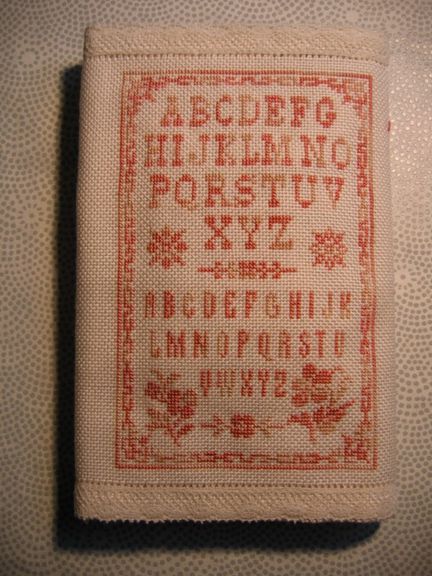 ABCDEFG
HIJKLMNO
PQRSTUV
XYZ
ABCDEFGHIJK
LMNOPQRSTU
VWXYZ